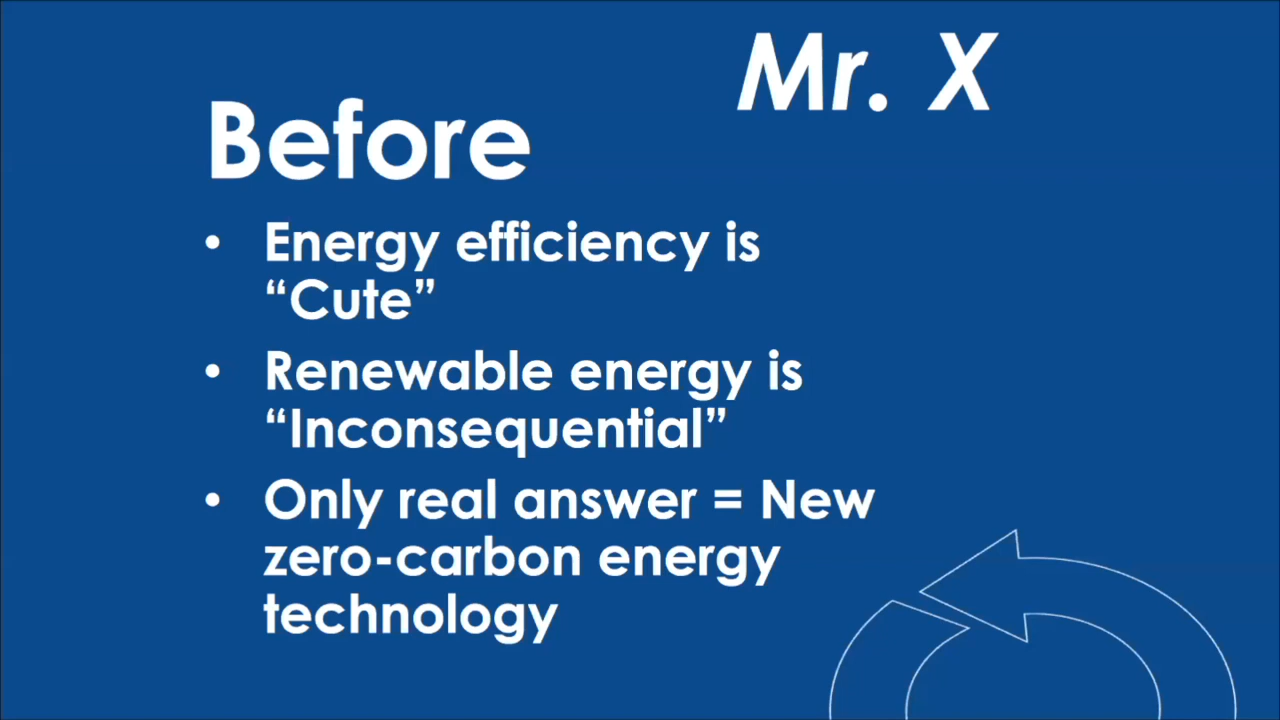 Mr. X
Before
• Energy efficiency is
“Cute”
• Renewable energy is
“Inconsequential”
• Only real answer = New
zero-carbon energy
technology